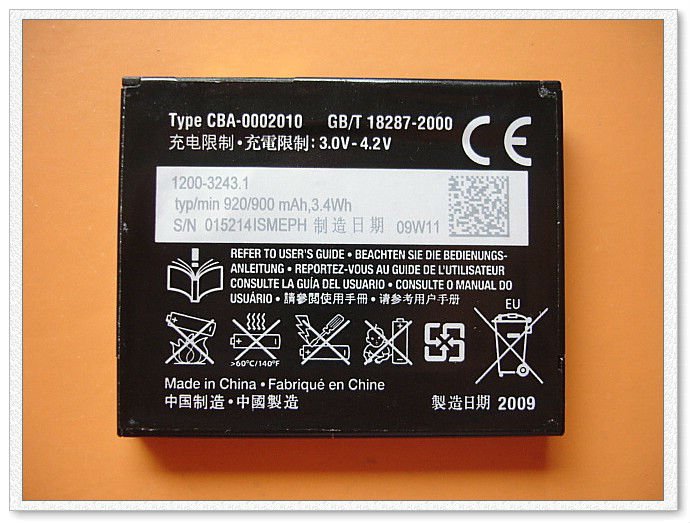 Type CBA-0002010 GB/T 18287-2000
充电限制•充電限制: 3.0V-4.2V
CE
1200-3243.1
typ/min 920/900 mAh,3.4Wh
S/N 015214ISMEPH 制造日期 09W11
REFER TO USER'S GUIDE • BEACHTEN SIE DIE BEDIENUNGS-
ANLEITUNG • REPORTEZ-VOUS AU GUIDE DE L'UTILISATEUR
CONSULTE LA GUÍA DEL USUARIO • CONSULTE O MANUAL DO
USUÁRIO • 請參閱使用手冊 • 请参考用户手册
EU
>60°C/140°F
Made in China • Fabriqué en Chine
中国制造 • 中國製造
製造日期 2009